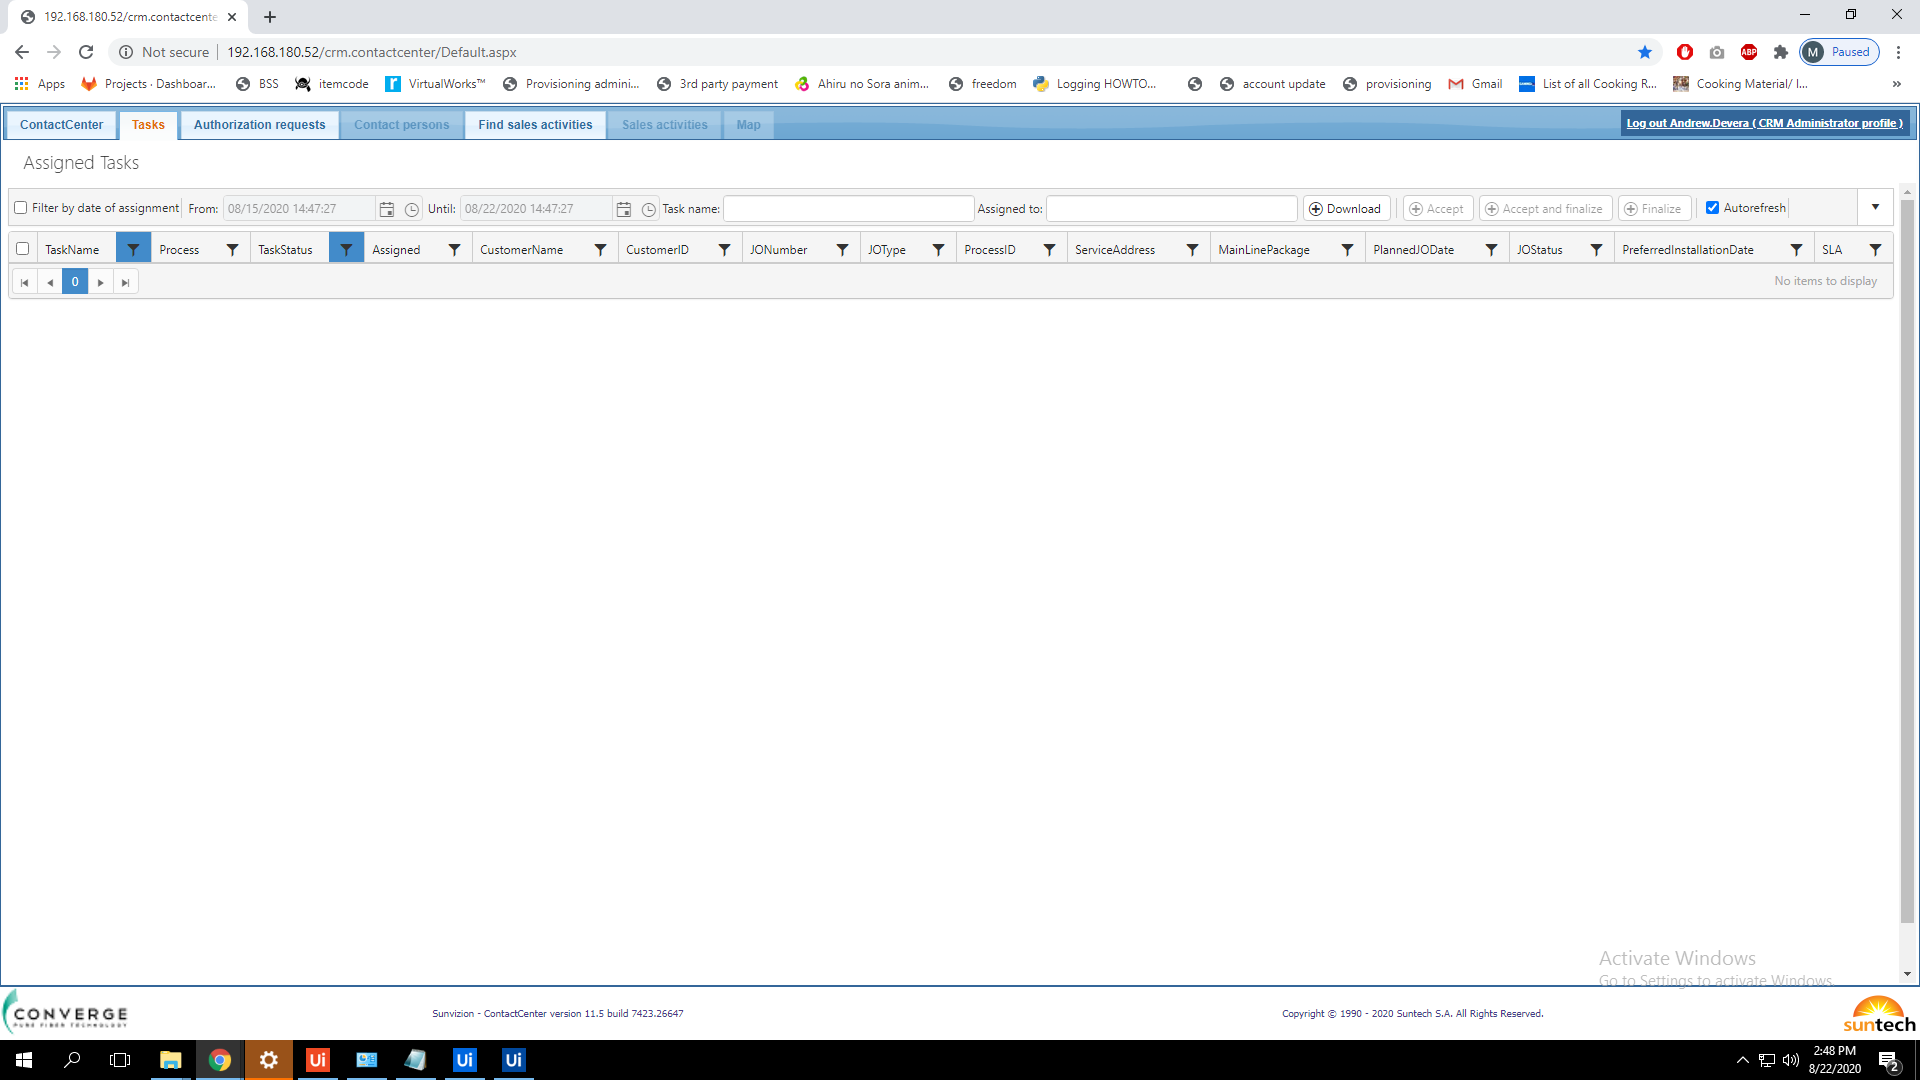 192.168.180.52/crm.contactcente
Not secure 192.168.180.52/crm.contactcenter/Default.aspx ABP M Paused
Apps Projects · Dashboar... BSS itemcode VirtualWorks™ Provisioning admini... 3rd party payment Ahiru no Sora anim... freedom Logging HOWTO... account update provisioning Gmail List of all Cooking R... Cooking Material/ I... »
ContactCenter Tasks Authorization requests Contact persons Find sales activities Sales activities Map Log out Andrew.Devera ( CRM Administrator profile )
Assigned Tasks
Filter by date of assignment From: 08/15/2020 14:47:27 Until: 08/22/2020 14:47:27 Task name: Assigned to: Download Accept Accept and finalize Finalize Autorefresh
TaskName Process TaskStatus Assigned CustomerName CustomerID JONumber JOType ProcessID ServiceAddress MainLinePackage PlannedJODate JOStatus PreferredInstallationDate SLA
0 No items to display
Activate Windows
Go to Settings to activate Windows.
CONVERGE
PURE FIBER TECHNOLOGY
Sunvizion - ContactCenter version 11.5 build 7423.26647
Copyright © 1990 - 2020 Suntech S.A. All Rights Reserved.
suntech
Ui Ui Ui
2:48 PM
8/22/2020
2